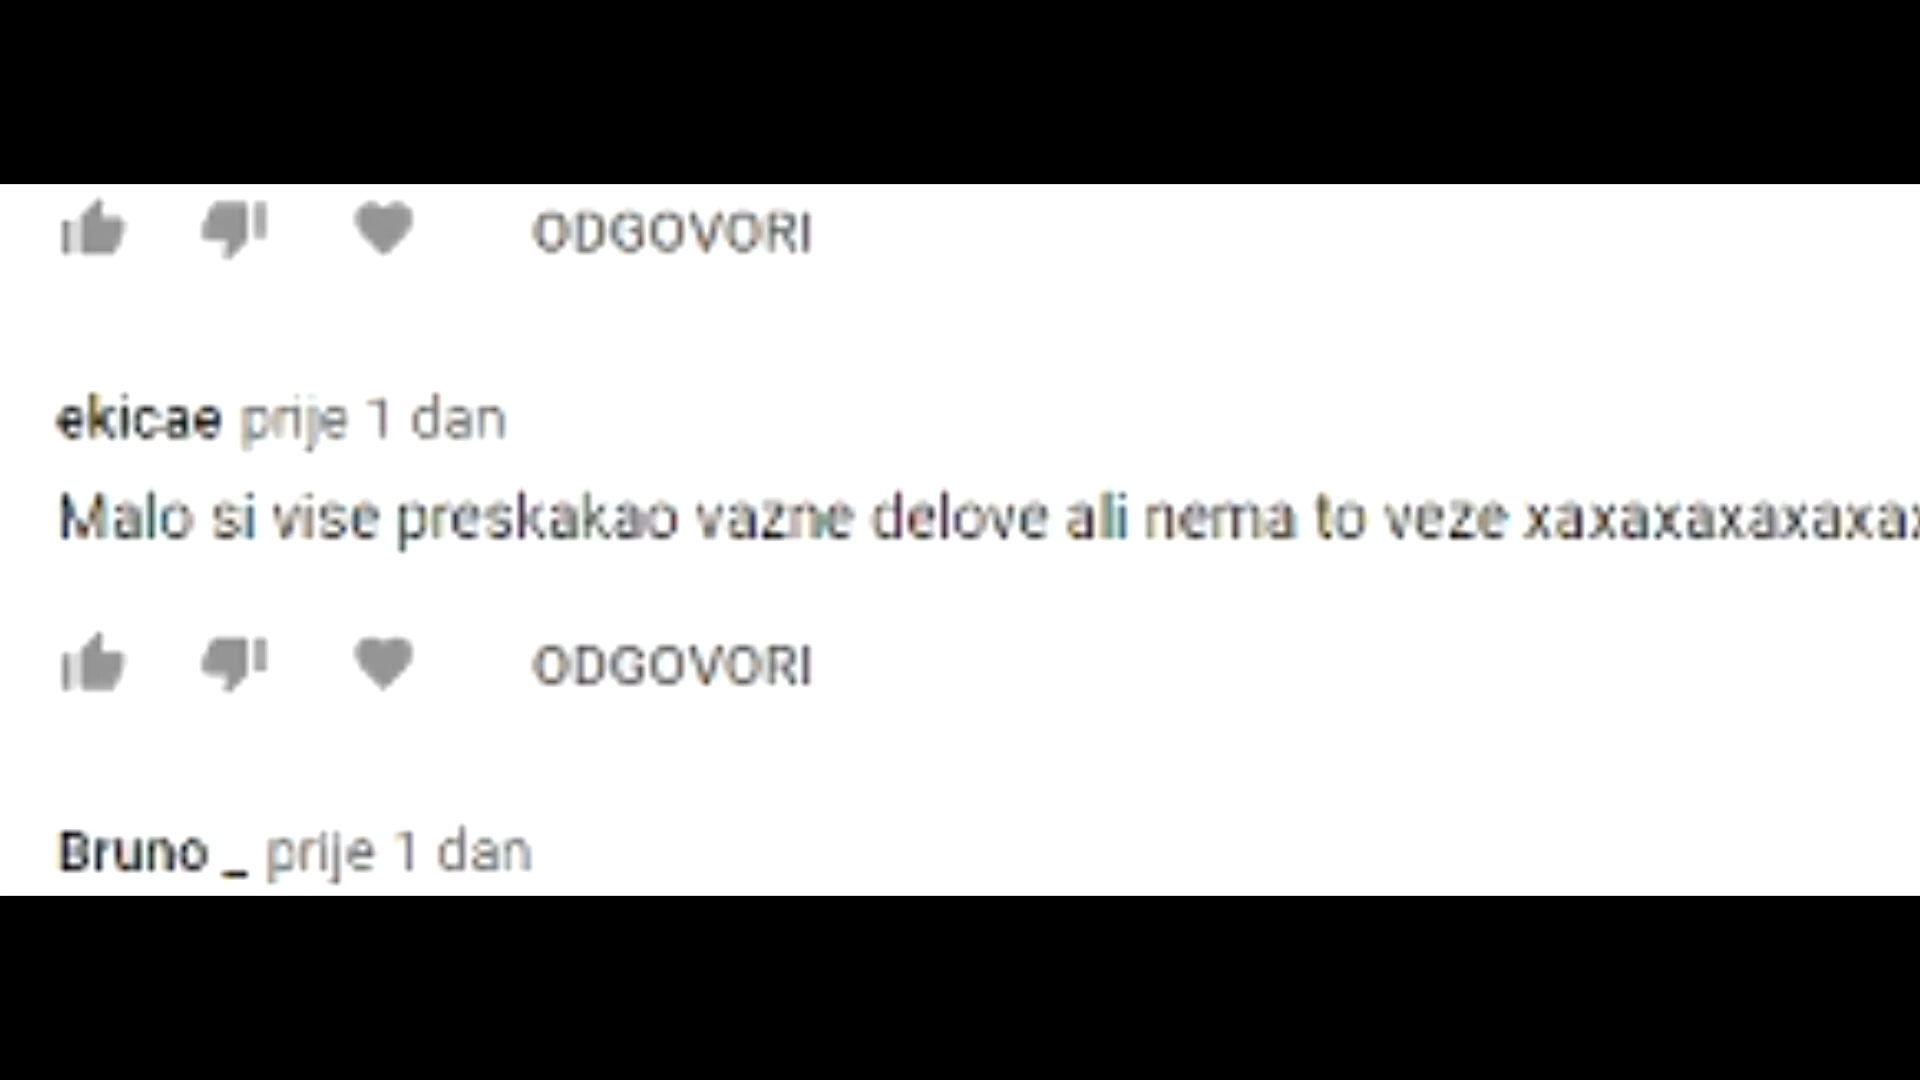 ODGOVORI
ekicae prije 1 dan
Malo si vise preskakao vazne delove ali nema to veze xaxaxaxaxaxax
ODGOVORI
Bruno _ prije 1 dan